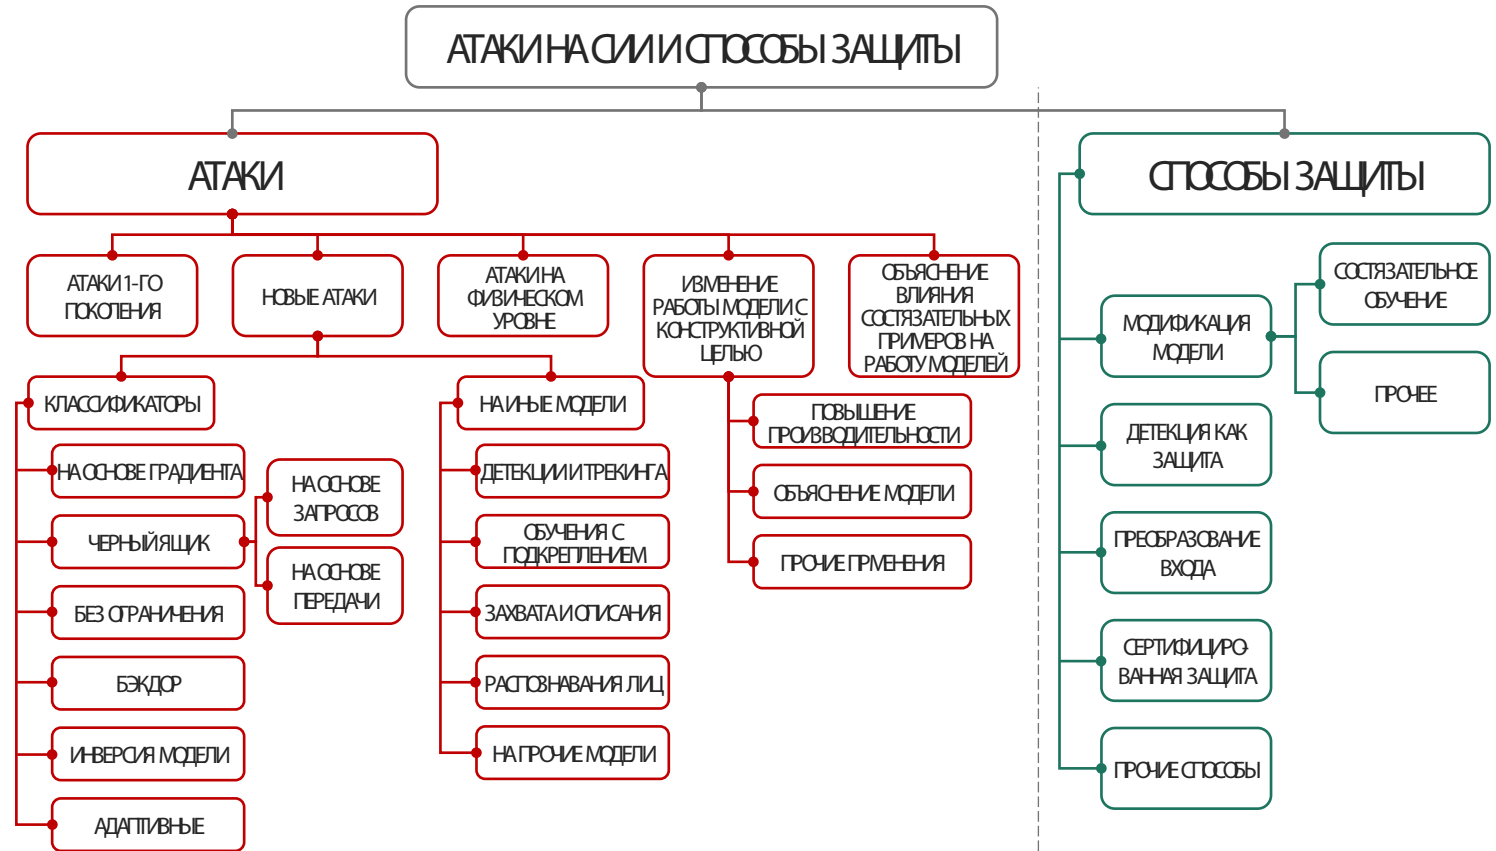 АТАКИ НА СИИ И СПОСОБЫ ЗАЩИТЫ
АТАКИ
СПОСОБЫ ЗАЩИТЫ
АТАКИ 1-ГО
ПОКОЛЕНИЯ
НОВЫЕ АТАКИ
АТАКИ НА
ФИЗИЧЕСКОМ
УРОВНЕ
ИЗМЕНЕНИЕ
РАБОТЫ МОДЕЛИ С
КОНСТРУКТИВНОЙ
ЦЕЛЬЮ
ОБЪЯСНЕНИЕ
ВЛИЯНИЯ
СОСТЯЗАТЕЛЬНЫХ
ПРИМЕРОВ НА
РАБОТУ МОДЕЛЕЙ
КЛАССИФИКАТОРЫ
НА ОСНОВЕ ГРАДИЕНТА
ЧЕРНЫЙ ЯЩИК
НА ОСНОВЕ
ЗАПРОСОВ
НА ОСНОВЕ
ПЕРЕДАЧИ
БЕЗ ОГРАНИЧЕНИЯ
БЭКДОР
ИНВЕРСИЯ МОДЕЛИ
АДАПТИВНЫЕ
НА ИНЫЕ МОДЕЛИ
ДЕТЕКЦИИ И ТРЕКИНГА
ОБУЧЕНИЯ С
ПОДКРЕПЛЕНИЕМ
ЗАХВАТА И ОПИСАНИЯ
РАСПОЗНАВАНИЯ ЛИЦ
НА ПРОЧИЕ МОДЕЛИ
ПОВЫШЕНИЕ
ПРОИЗВОДИТЕЛЬНОСТИ
ОБЪЯСНЕНИЕ МОДЕЛИ
ПРОЧИЕ ПРМЕНЕНИЯ
МОДИФИКАЦИЯ
МОДЕЛИ
СОСТЯЗАТЕЛЬНОЕ
ОБУЧЕНИЕ
ПРОЧЕЕ
ДЕТЕКЦИЯ КАК
ЗАЩИТА
ПРЕОБРАЗОВАНИЕ
ВХОДА
СЕРТИФИЦИРО-
ВАННАЯ ЗАЩИТА
ПРОЧИЕ СПОСОБЫ